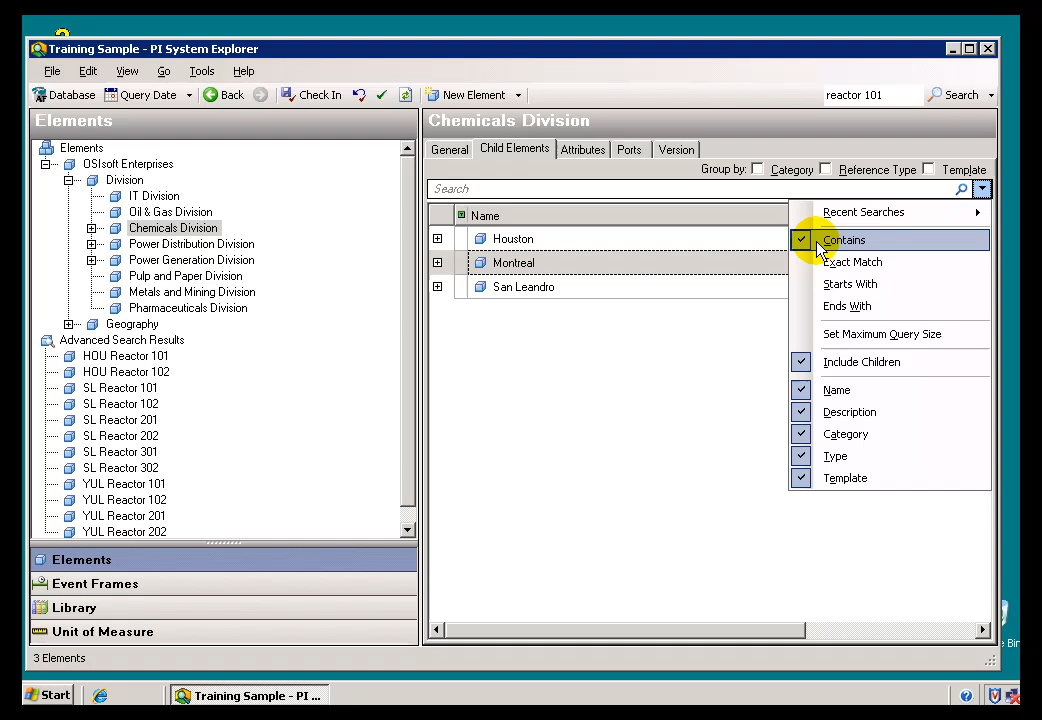 Training Sample - PI System Explorer
File Edit View Go Tools Help
Database Query Date Back Check In New Element reactor 101 Search
Elements
Elements
OSIsoft Enterprises
Division
IT Division
Oil & Gas Division
Chemicals Division
Power Distribution Division
Power Generation Division
Pulp and Paper Division
Metals and Mining Division
Pharmaceuticals Division
Geography
Advanced Search Results
HOU Reactor 101
HOU Reactor 102
SL Reactor 101
SL Reactor 102
SL Reactor 201
SL Reactor 202
SL Reactor 301
SL Reactor 302
YUL Reactor 101
YUL Reactor 102
YUL Reactor 201
YUL Reactor 202
Elements
Event Frames
Library
Unit of Measure
3 Elements
Chemicals Division
General Child Elements Attributes Ports Version
Group by: Category Reference Type Template
Search
Name
Houston
Montreal
San Leandro
Recent Searches
Contains
Exact Match
Starts With
Ends With
Set Maximum Query Size
Include Children
Name
Description
Category
Type
Template
Start Training Sample - PI ...